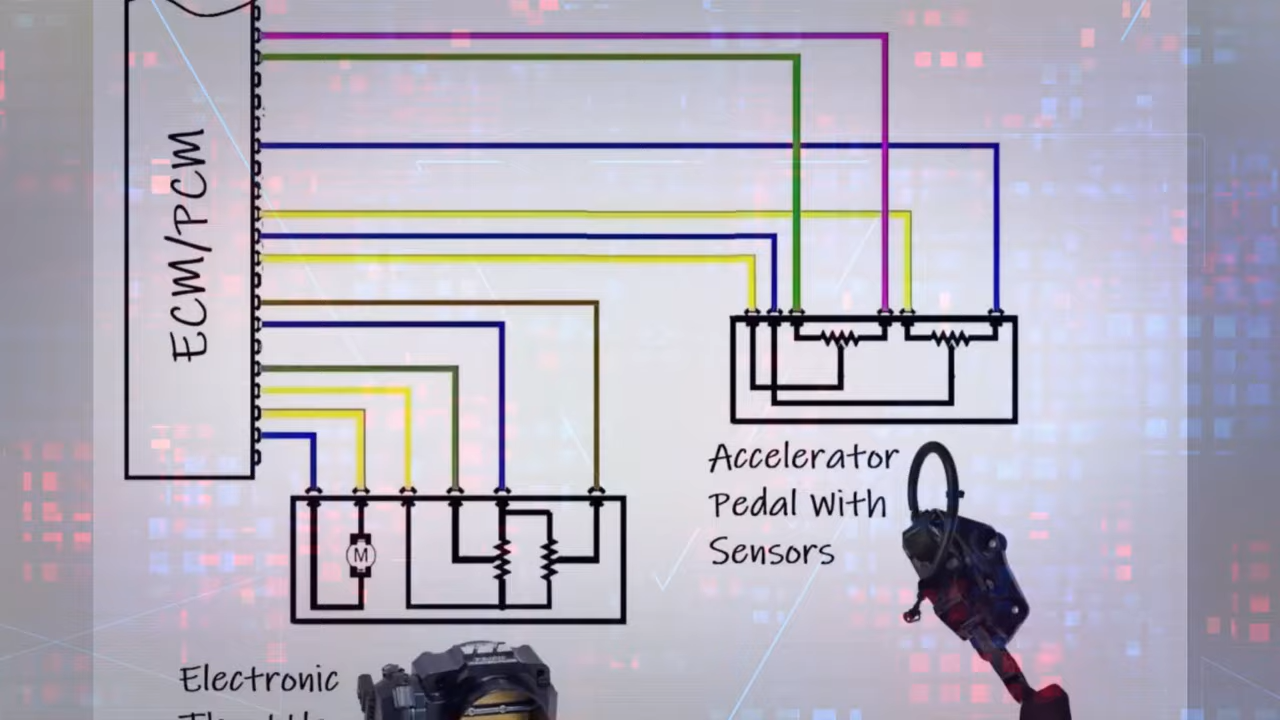 ECM/PCM
M
Accelerator
Pedal With
Sensors
Electronic